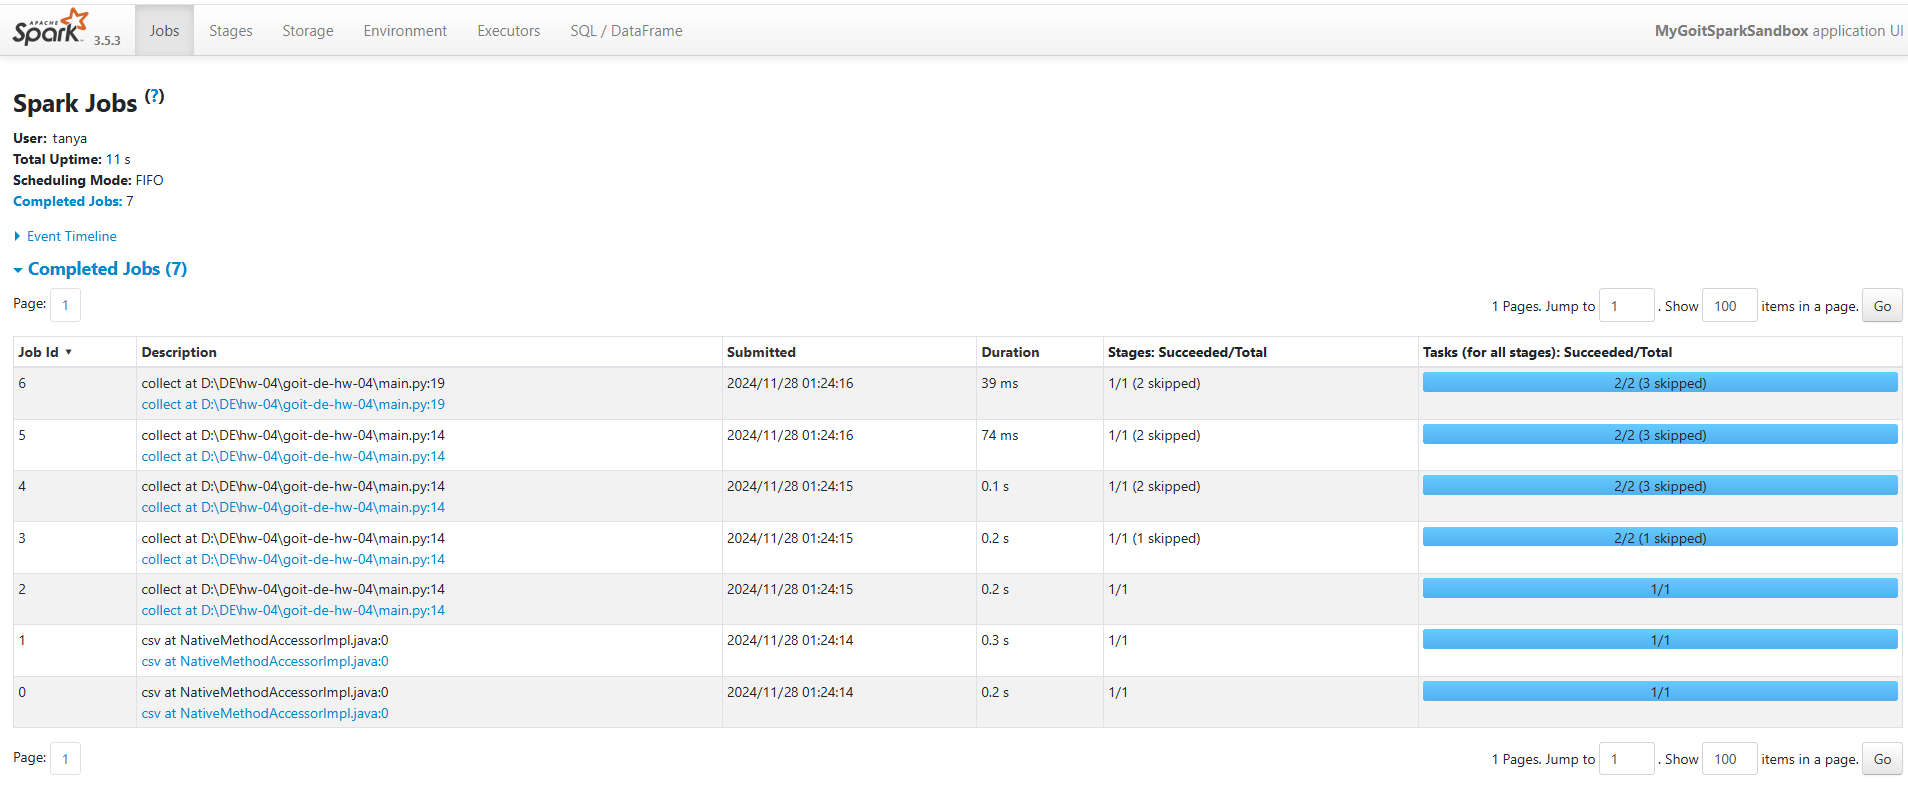 APACHE Spark 3.5.3 Jobs Stages Storage Environment Executors SQL / DataFrame MyGoitSparkSandbox application UI
Spark Jobs (?)
User: tanya
Total Uptime: 11 s
Scheduling Mode: FIFO
Completed Jobs: 7
Event Timeline
Completed Jobs (7)
Page: 1 1 Pages. Jump to 1 . Show 100 items in a page. Go
Job Id ▾ Description Submitted Duration Stages: Succeeded/Total Tasks (for all stages): Succeeded/Total
6 collect at D:\DE\hw-04\goit-de-hw-04\main.py:19 2024/11/28 01:24:16 39 ms 1/1 (2 skipped) 2/2 (3 skipped)
collect at D:\DE\hw-04\goit-de-hw-04\main.py:19
5 collect at D:\DE\hw-04\goit-de-hw-04\main.py:14 2024/11/28 01:24:16 74 ms 1/1 (2 skipped) 2/2 (3 skipped)
collect at D:\DE\hw-04\goit-de-hw-04\main.py:14
4 collect at D:\DE\hw-04\goit-de-hw-04\main.py:14 2024/11/28 01:24:15 0.1 s 1/1 (2 skipped) 2/2 (3 skipped)
collect at D:\DE\hw-04\goit-de-hw-04\main.py:14
3 collect at D:\DE\hw-04\goit-de-hw-04\main.py:14 2024/11/28 01:24:15 0.2 s 1/1 (1 skipped) 2/2 (1 skipped)
collect at D:\DE\hw-04\goit-de-hw-04\main.py:14
2 collect at D:\DE\hw-04\goit-de-hw-04\main.py:14 2024/11/28 01:24:15 0.2 s 1/1 1/1
collect at D:\DE\hw-04\goit-de-hw-04\main.py:14
1 csv at NativeMethodAccessorImpl.java:0 2024/11/28 01:24:14 0.3 s 1/1 1/1
csv at NativeMethodAccessorImpl.java:0
0 csv at NativeMethodAccessorImpl.java:0 2024/11/28 01:24:14 0.2 s 1/1 1/1
csv at NativeMethodAccessorImpl.java:0
Page: 1 1 Pages. Jump to 1 . Show 100 items in a page. Go